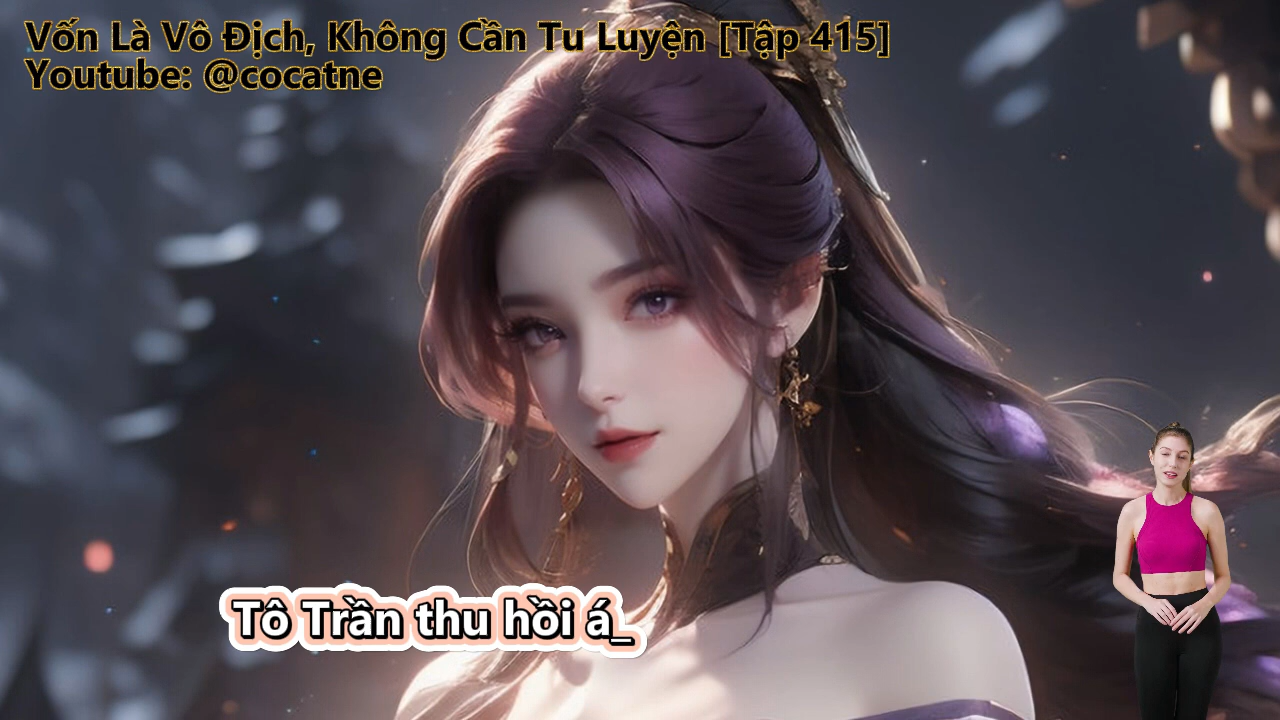 Vốn Là Vô Địch, Không Cần Tu Luyện [Tập 415]
Youtube: @cocatne
Tô Trần thu hồi á_